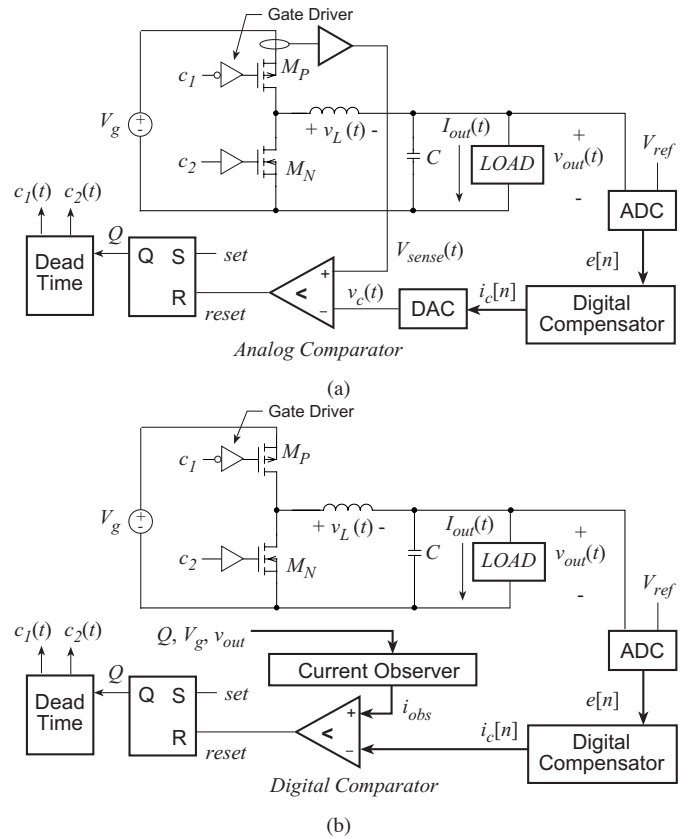 Gate Driver
c1
MP
Vg
+ vL(t) -
Iout(t)
+
C
LOAD
vout(t)
-
Vref
c2
MN
c1(t)
c2(t)
ADC
Q
Dead
Time
Q S
R
set
reset
Vsense(t)
+
<
−
vc(t)
DAC
ic[n]
e[n]
Digital
Compensator
Analog Comparator
(a)
Gate Driver
c1
MP
Vg
+ vL(t) -
Iout(t)
+
C
LOAD
vout(t)
-
Vref
c2
MN
c1(t)
c2(t)
Q, Vg, vout
ADC
Current Observer
Q
Dead
Time
Q S
R
set
reset
iobs
+
<
−
ic[n]
e[n]
Digital
Compensator
Digital Comparator
(b)